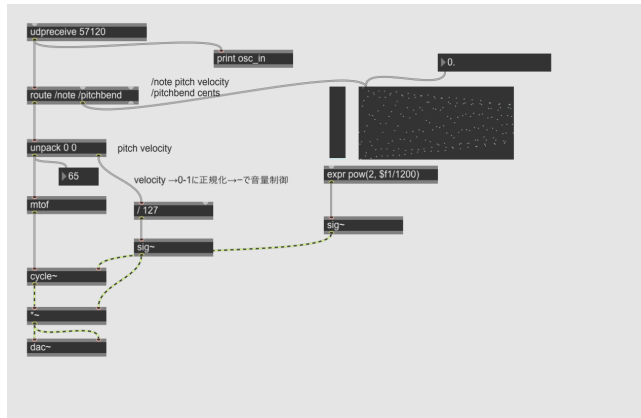 udpreceive 57120
print osc_in
0.
/note pitch velocity
/pitchbend cents
route /note /pitchbend
unpack 0 0
pitch velocity
65
velocity →0-1に正規化→~で音量制御
expr pow(2, $f1/1200)
mtof
/ 127
sig~
sig~
cycle~
*~
dac~